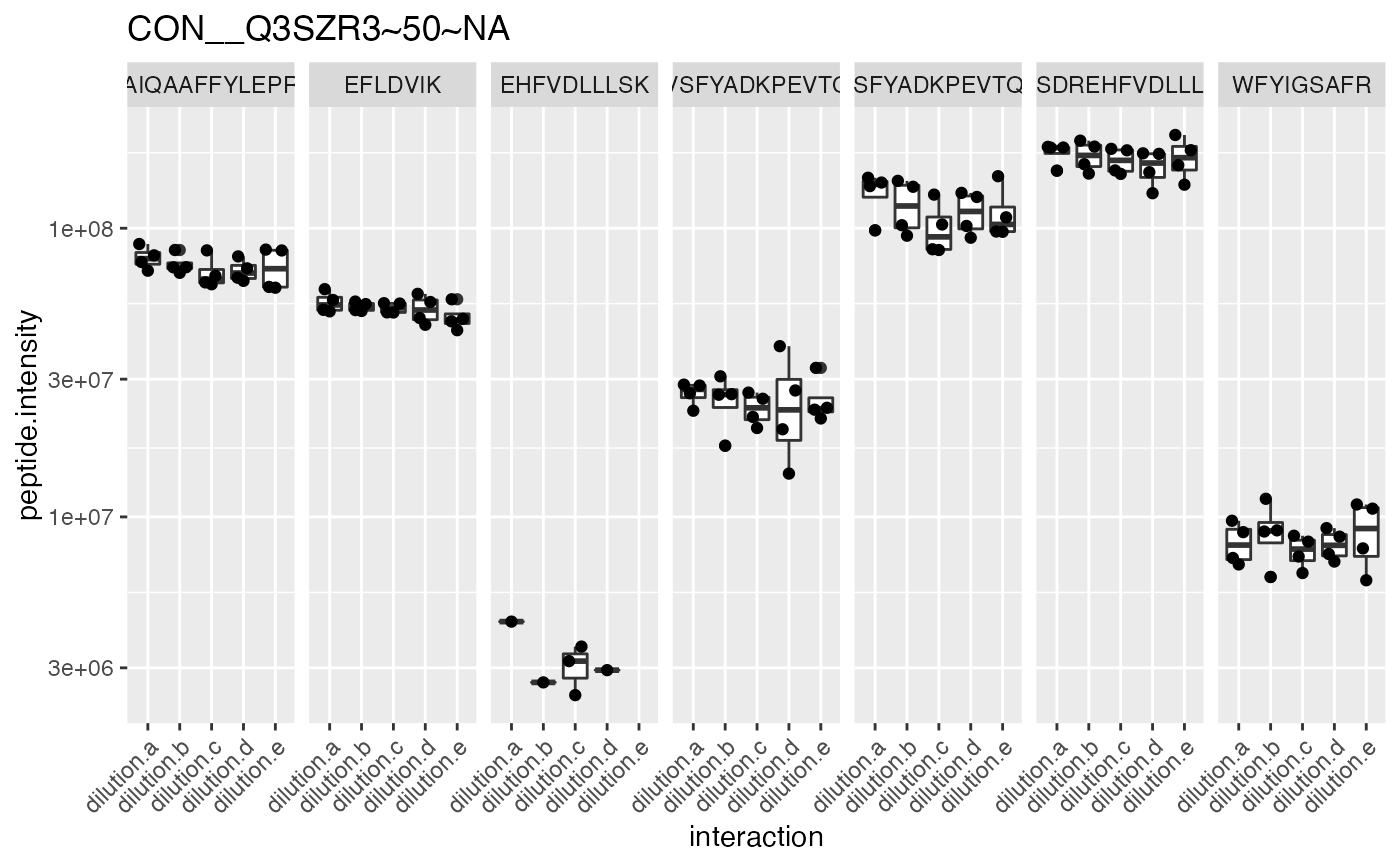 CON__Q3SZR3~50~NA
AIQAAFFYLEPF EFLDVIK EHFVDLLLSK VSFYADKPEVTQ SFYADKPEVTQ SDREHFVDLLL WFYIGSAFR
1e+08
3e+07
1e+07
3e+06
peptide.intensity
dilution.a dilution.b dilution.c dilution.d dilution.e dilution.a dilution.b dilution.c dilution.d dilution.e dilution.a dilution.b dilution.c dilution.d dilution.e dilution.a dilution.b dilution.c dilution.d dilution.e dilution.a dilution.b dilution.c dilution.d dilution.e dilution.a dilution.b dilution.c dilution.d dilution.e dilution.a dilution.b dilution.c dilution.d dilution.e
interaction